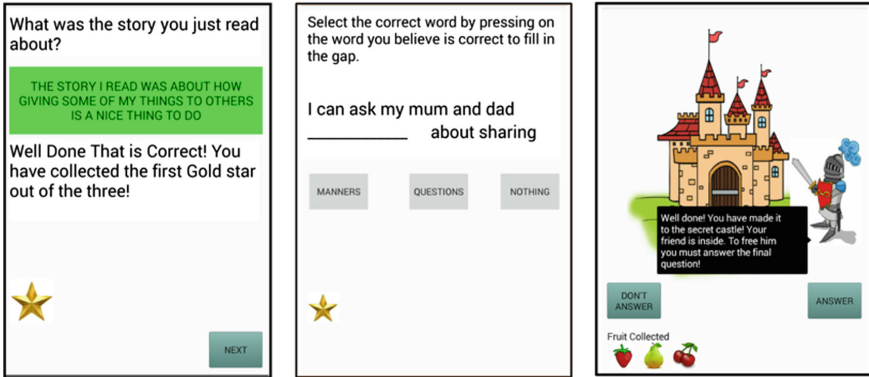 What was the story you just read
about?
THE STORY I READ WAS ABOUT HOW
GIVING SOME OF MY THINGS TO OTHERS
IS A NICE THING TO DO
Well Done That is Correct! You
have collected the first Gold star
out of the three!
NEXT
Select the correct word by pressing on
the word you believe is correct to fill in
the gap.
I can ask my mum and dad
____________ about sharing
MANNERS
QUESTIONS
NOTHING
Well done! You have made it
to the secret castle! Your
friend is inside. To free him
you must answer the final
question!
DON'T
ANSWER
ANSWER
Fruit Collected